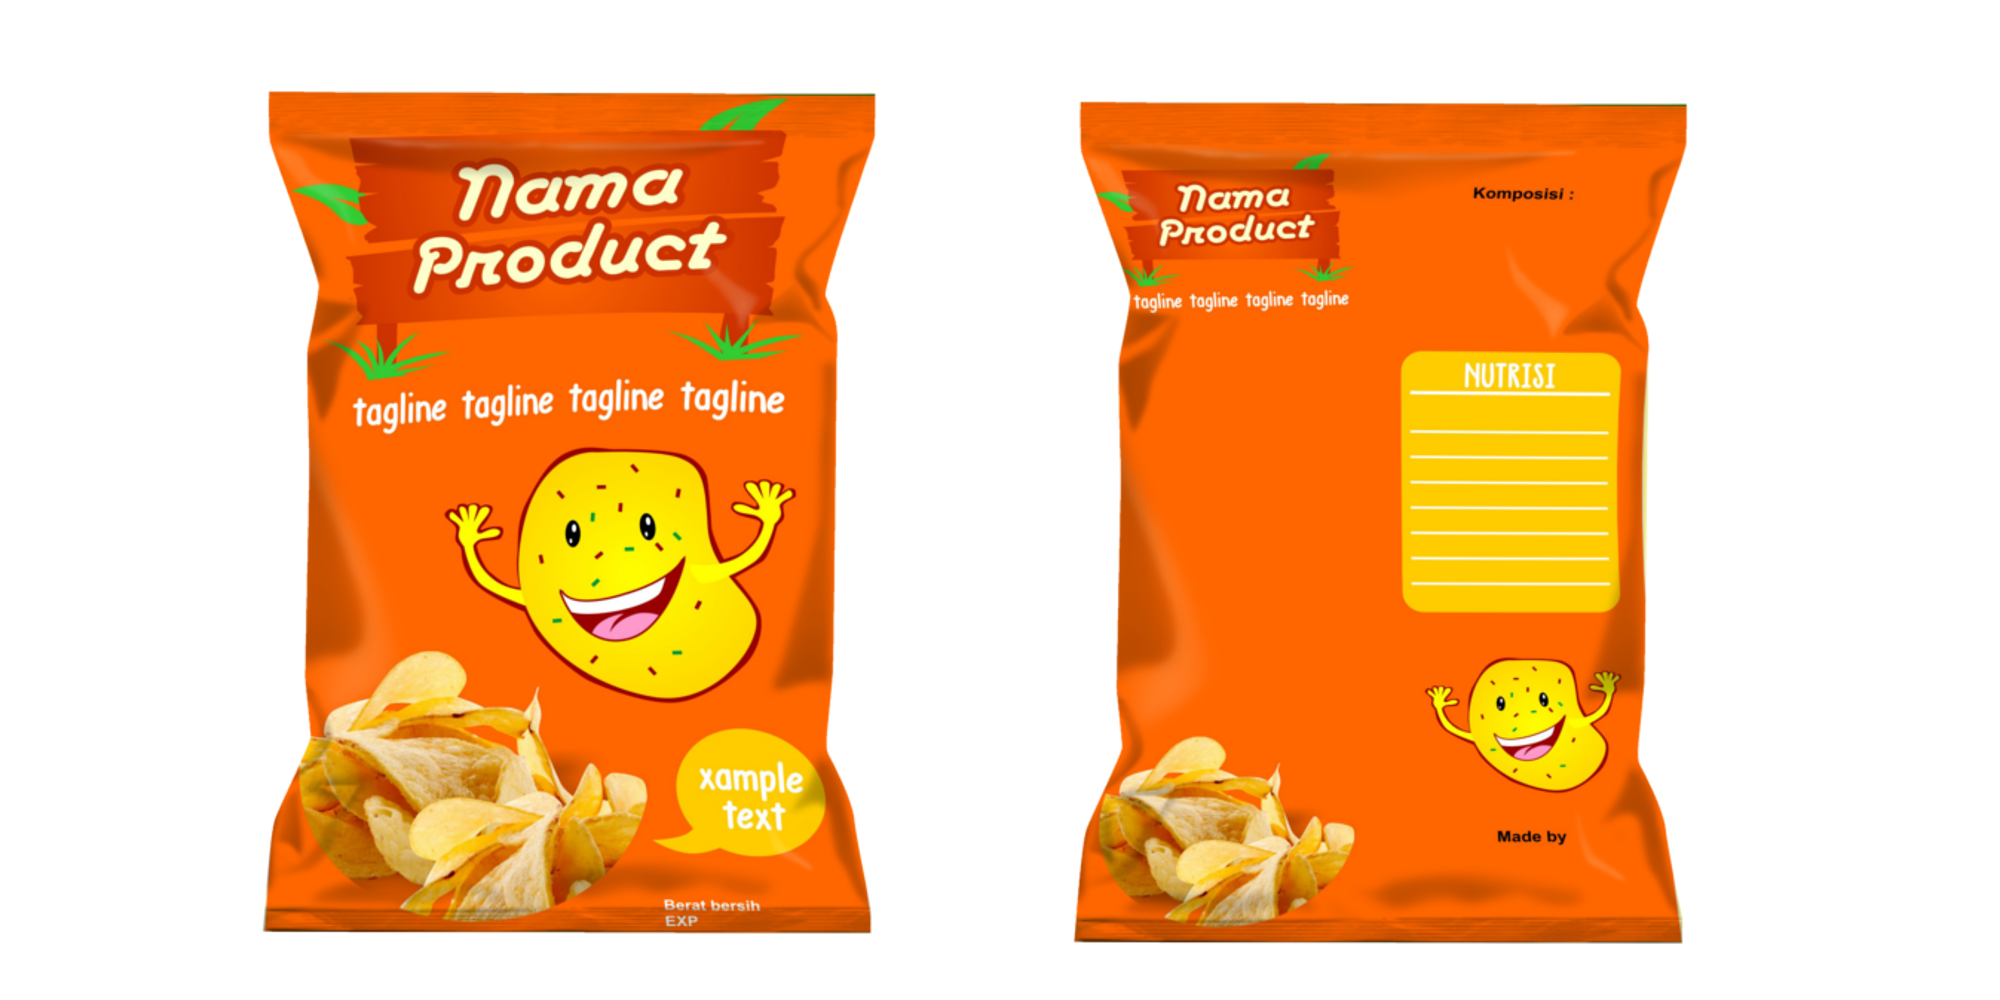 Nama
Product
tagline tagline tagline tagline
xample
text
Berat bersih
EXP
Nama
Product
tagline tagline tagline tagline
Komposisi :
NUTRISI
Made by